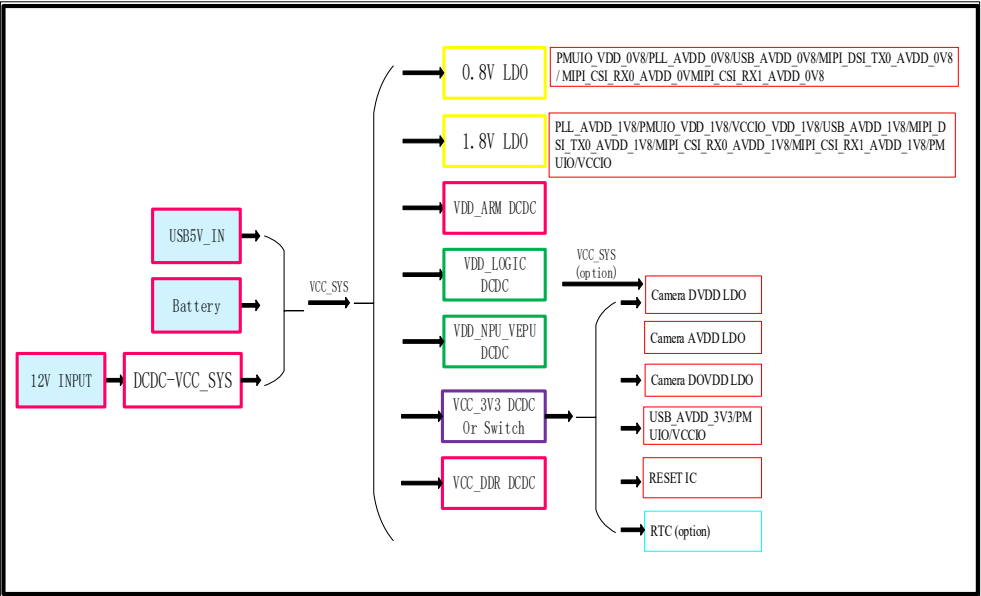 0.8V LDO
PMUIO_VDD_0V8/PLL_AVDD_0V8/USB_AVDD_0V8/MIPI_DSI_TX0_AVDD_0V8
/ MIPI_CSI_RX0_AVDD_0VMIPI_CSI_RX1_AVDD_0V8
1.8V LDO
PLL_AVDD_1V8/PMUIO_VDD_1V8/VCCIO_VDD_1V8/USB_AVDD_1V8/MIPI_D
SI_TX0_AVDD_1V8/MIPI_CSI_RX0_AVDD_1V8/MIPI_CSI_RX1_AVDD_1V8/PM
UIO/VCCIO
VDD_ARM DCDC
USB5V_IN
VDD_LOGIC
DCDC
VCC_SYS
(option)
VCC_SYS
Camera DVDD LDO
Battery
VDD_NPU_VEPU
DCDC
Camera AVDD LDO
12V INPUT
DCDC-VCC_SYS
Camera DOVDD LDO
VCC_3V3 DCDC
Or Switch
USB_AVDD_3V3/PM
UIO/VCCIO
VCC_DDR DCDC
RESET IC
RTC (option)